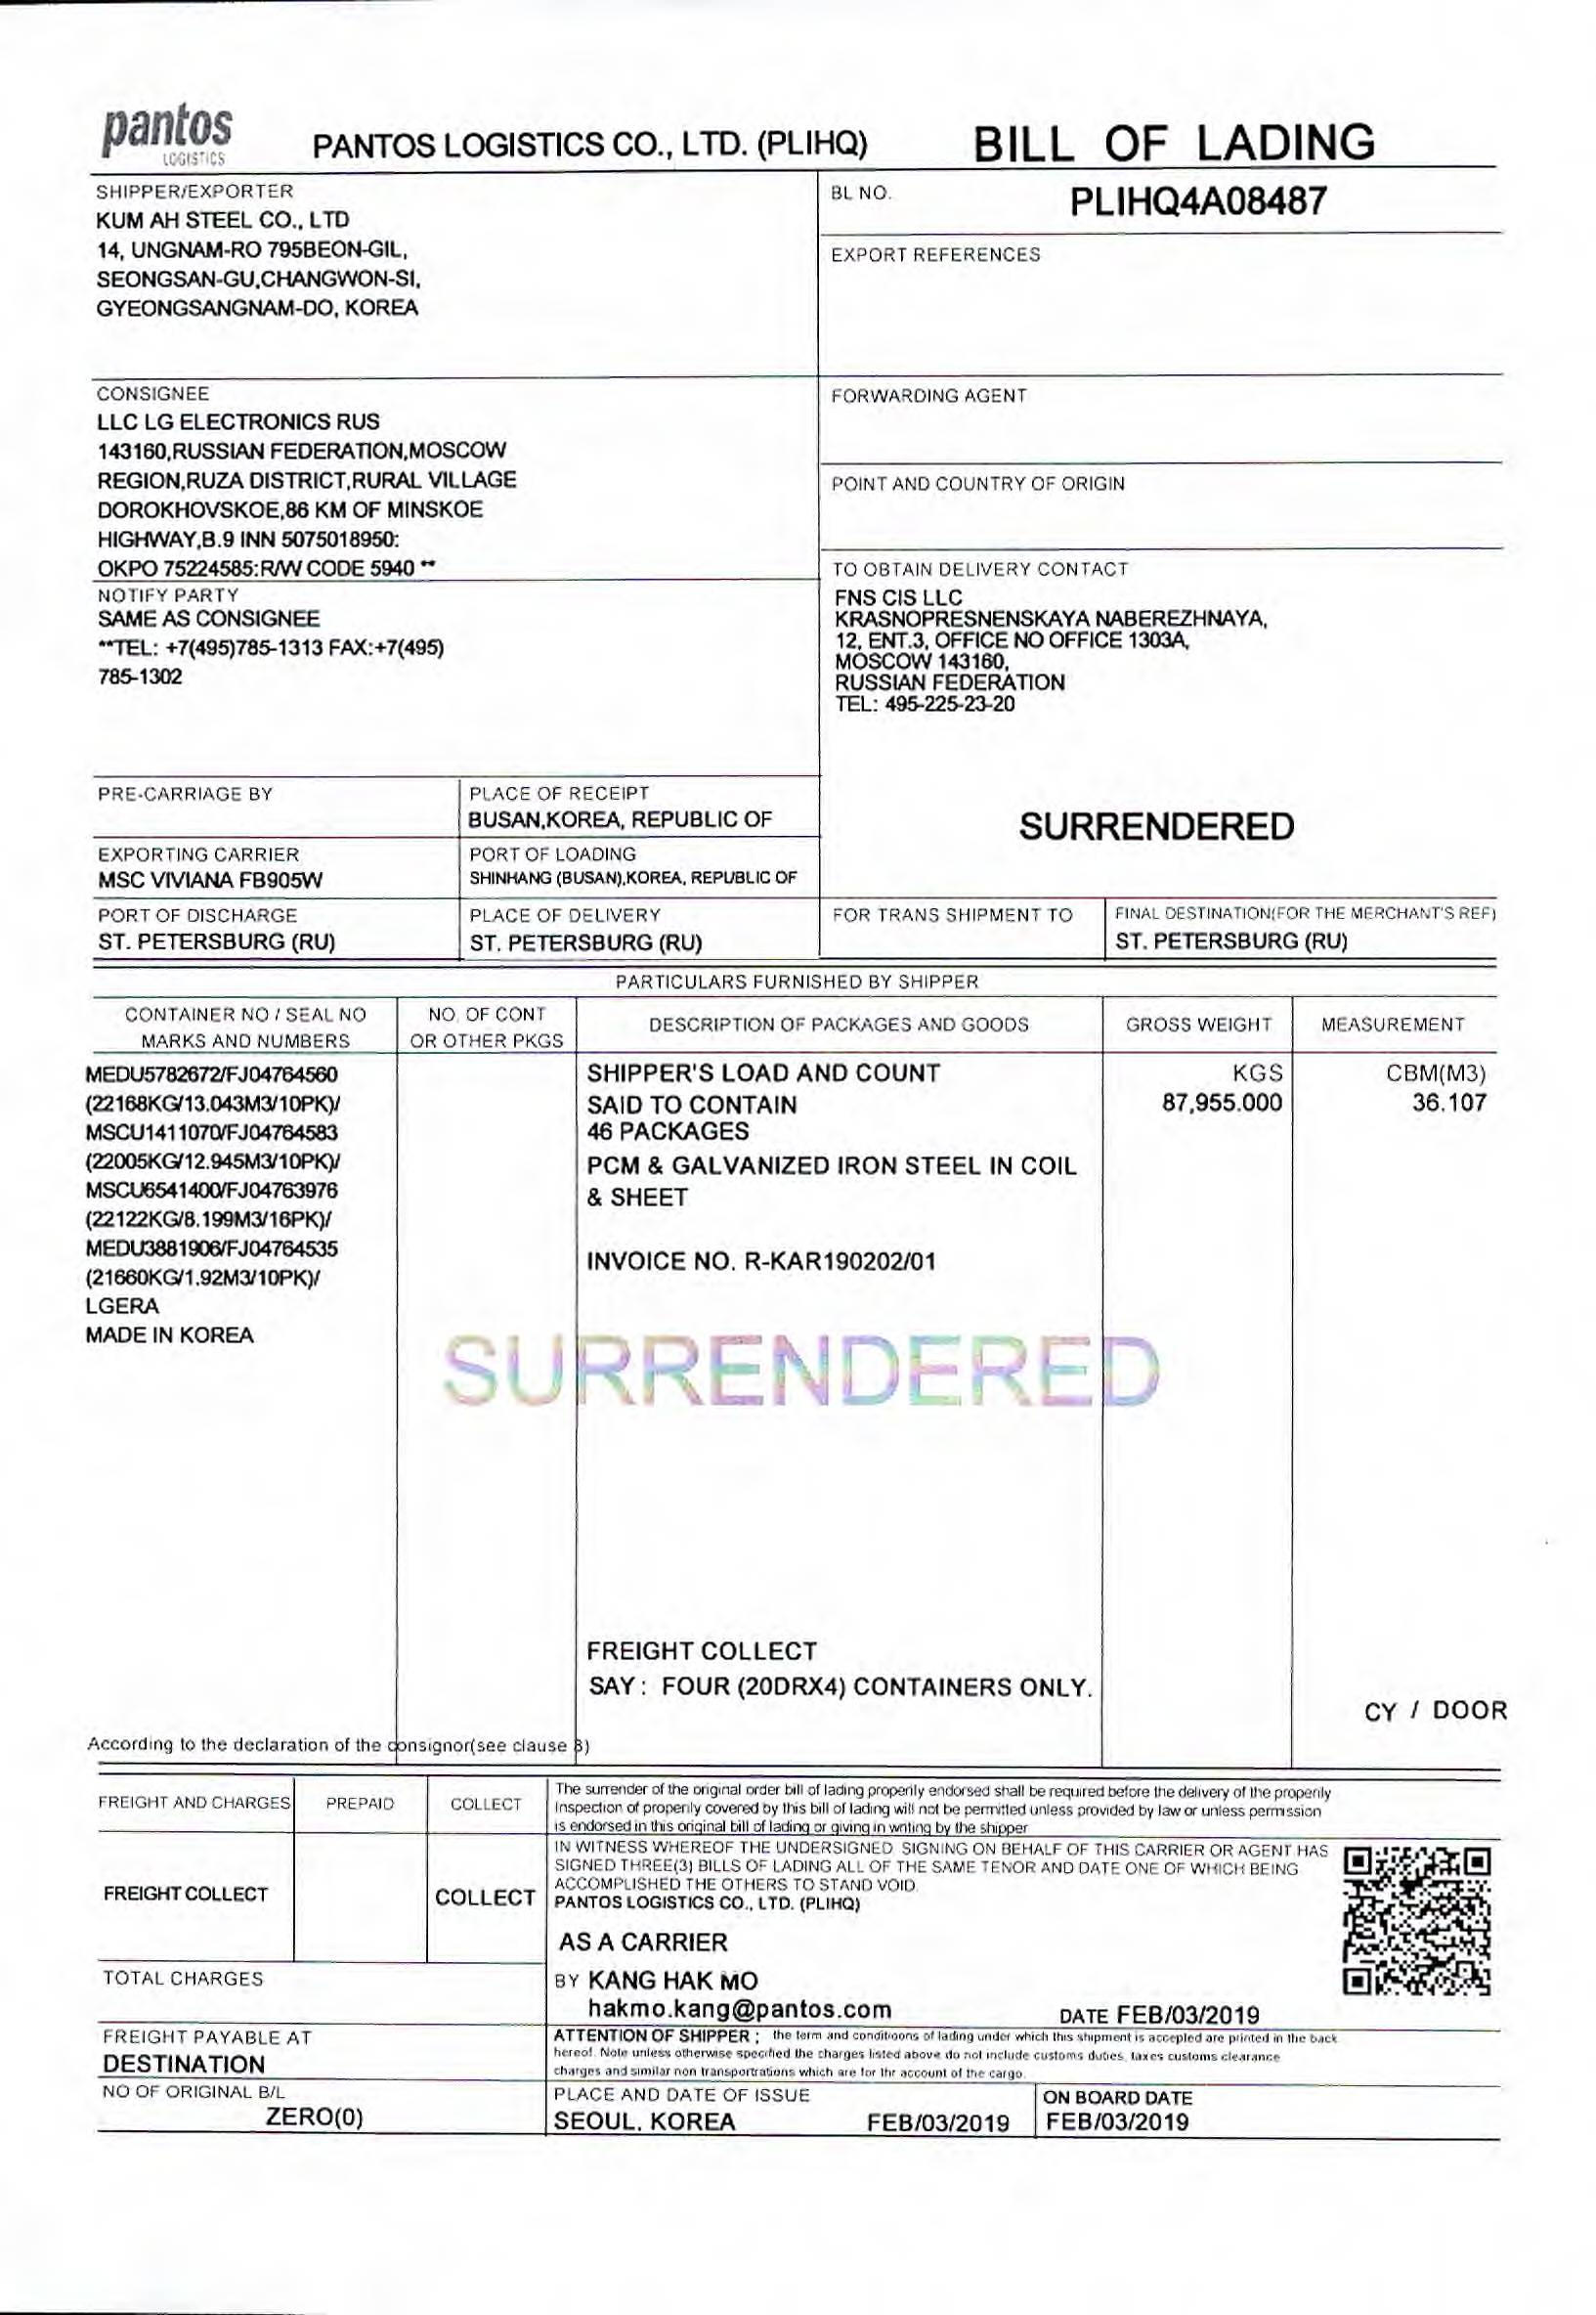 pantos
LOGISTICS
PANTOS LOGISTICS CO., LTD. (PLIHQ)
BILL OF LADING
SHIPPER/EXPORTER
KUM AH STEEL CO., LTD
14, UNGNAM-RO 795BEON-GIL,
SEONGSAN-GU,CHANGWON-SI,
GYEONGSANGNAM-DO, KOREA
BL NO.
PLIHQ4A08487
EXPORT REFERENCES
CONSIGNEE
LLC LG ELECTRONICS RUS
143160,RUSSIAN FEDERATION,MOSCOW
REGION,RUZA DISTRICT,RURAL VILLAGE
DOROKHOVSKOE,86 KM OF MINSKOE
HIGHWAY,B.9 INN 5075018950:
OKPO 75224585:R/W CODE 5940 **
FORWARDING AGENT
POINT AND COUNTRY OF ORIGIN
NOTIFY PARTY
SAME AS CONSIGNEE
**TEL: +7(495)785-1313 FAX:+7(495)
785-1302
TO OBTAIN DELIVERY CONTACT
FNS CIS LLC
KRASNOPRESNENSKAYA NABEREZHNAYA,
12, ENT.3, OFFICE NO OFFICE 1303A,
MOSCOW 143160,
RUSSIAN FEDERATION
TEL: 495-225-23-20
PRE-CARRIAGE BY
PLACE OF RECEIPT
BUSAN,KOREA, REPUBLIC OF
SURRENDERED
EXPORTING CARRIER
MSC VIVIANA FB905W
PORT OF LOADING
SHINHANG (BUSAN),KOREA, REPUBLIC OF
PORT OF DISCHARGE
ST. PETERSBURG (RU)
PLACE OF DELIVERY
ST. PETERSBURG (RU)
FOR TRANS SHIPMENT TO
FINAL DESTINATION(FOR THE MERCHANT'S REF)
ST. PETERSBURG (RU)
PARTICULARS FURNISHED BY SHIPPER
CONTAINER NO / SEAL NO
MARKS AND NUMBERS
NO. OF CONT
OR OTHER PKGS
DESCRIPTION OF PACKAGES AND GOODS
GROSS WEIGHT
MEASUREMENT
MEDU5782672/FJ04764560
(22168KG/13.043M3/10PK)/
MSCU1411070/FJ04764583
(22005KG/12.945M3/10PK)/
MSCU6541400/FJ04763976
(22122KG/8.199M3/16PK)/
MEDU3881906/FJ04764535
(21660KG/1.92M3/10PK)/
LGERA
MADE IN KOREA
SHIPPER'S LOAD AND COUNT
SAID TO CONTAIN
46 PACKAGES
PCM & GALVANIZED IRON STEEL IN COIL
& SHEET
INVOICE NO. R-KAR190202/01
KGS
87,955.000
CBM(M3)
36.107
SURRENDERED
FREIGHT COLLECT
SAY : FOUR (20DRX4) CONTAINERS ONLY.
CY / DOOR
According to the declaration of the consignor(see clause 8)
FREIGHT AND CHARGES
PREPAID
COLLECT
The surrender of the original order bill of lading properily endorsed shall be required before the delivery of the properily
Inspection of properily covered by this bill of lading will not be permitted unless provided by law or unless permission
is endorsed in this original bill of lading or giving in writing by the shipper
FREIGHT COLLECT
COLLECT
IN WITNESS WHEREOF THE UNDERSIGNED SIGNING ON BEHALF OF THIS CARRIER OR AGENT HAS
SIGNED THREE(3) BILLS OF LADING ALL OF THE SAME TENOR AND DATE ONE OF WHICH BEING
ACCOMPLISHED THE OTHERS TO STAND VOID.
PANTOS LOGISTICS CO., LTD. (PLIHQ)
AS A CARRIER
TOTAL CHARGES
BY KANG HAK MO
hakmo.kang@pantos.com
DATE FEB/03/2019
FREIGHT PAYABLE AT
DESTINATION
ATTENTION OF SHIPPER ; the term and conditioons of lading under which this shipment is accepled are printed in the back
hereof. Note unless otherwise specified the charges listed above do not include customs duties, taxes customs clearance
charges and similar non transportrations which are for thr account of the cargo.
NO OF ORIGINAL B/L
ZERO(0)
PLACE AND DATE OF ISSUE
SEOUL, KOREA
FEB/03/2019
ON BOARD DATE
FEB/03/2019